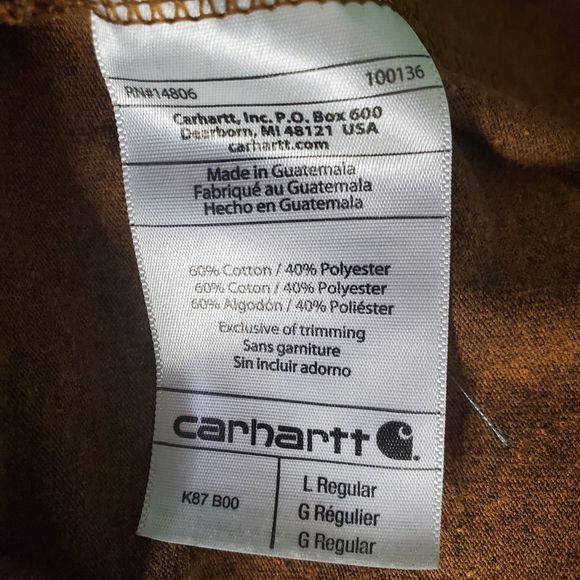 RN#14806 100136
Carhartt, Inc. P.O. Box 600
Dearborn, MI 48121 USA
carhartt.com
Made in Guatemala
Fabriqué au Guatemala
Hecho en Guatemala
60% Cotton / 40% Polyester
60% Coton / 40% Polyester
60% Algodón / 40% Poliéster
Exclusive of trimming
Sans garniture
Sin incluir adorno
carhartt
K87 B00
L Regular
G Régulier
G Regular